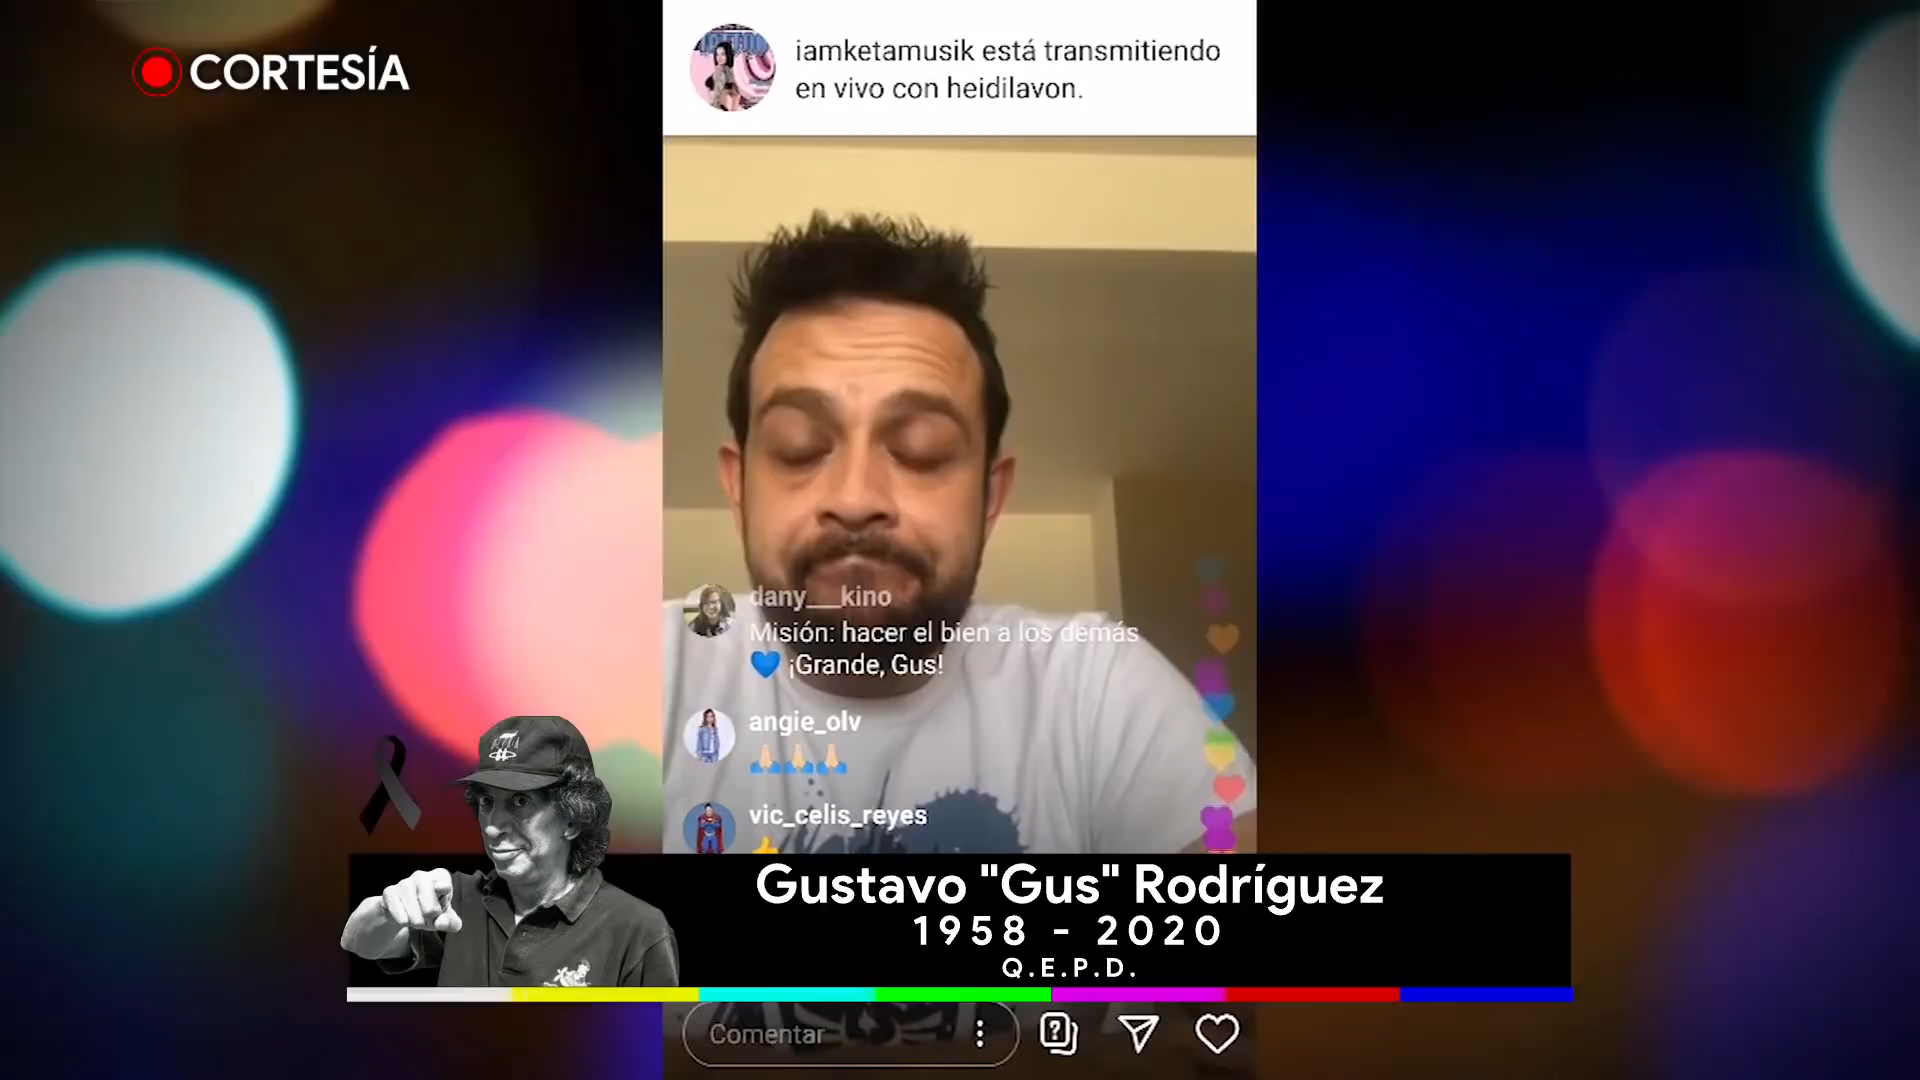 CORTESÍA
iamketamusik está transmitiendo
en vivo con heidilavon.
dany___kino
Misión: hacer el bien a los demás
💙 ¡Grande, Gus!
angie_olv
🙏🏻🙏🏻🙏🏻
vic_celis_reyes
Gustavo "Gus" Rodríguez
1958 - 2020
Q.E.P.D.
Comentar